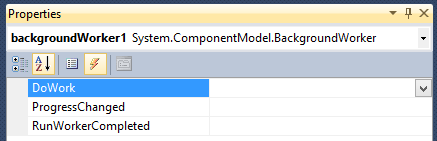 Properties
backgroundWorker1 System.ComponentModel.BackgroundWorker
A
Z
DoWork
ProgressChanged
RunWorkerCompleted